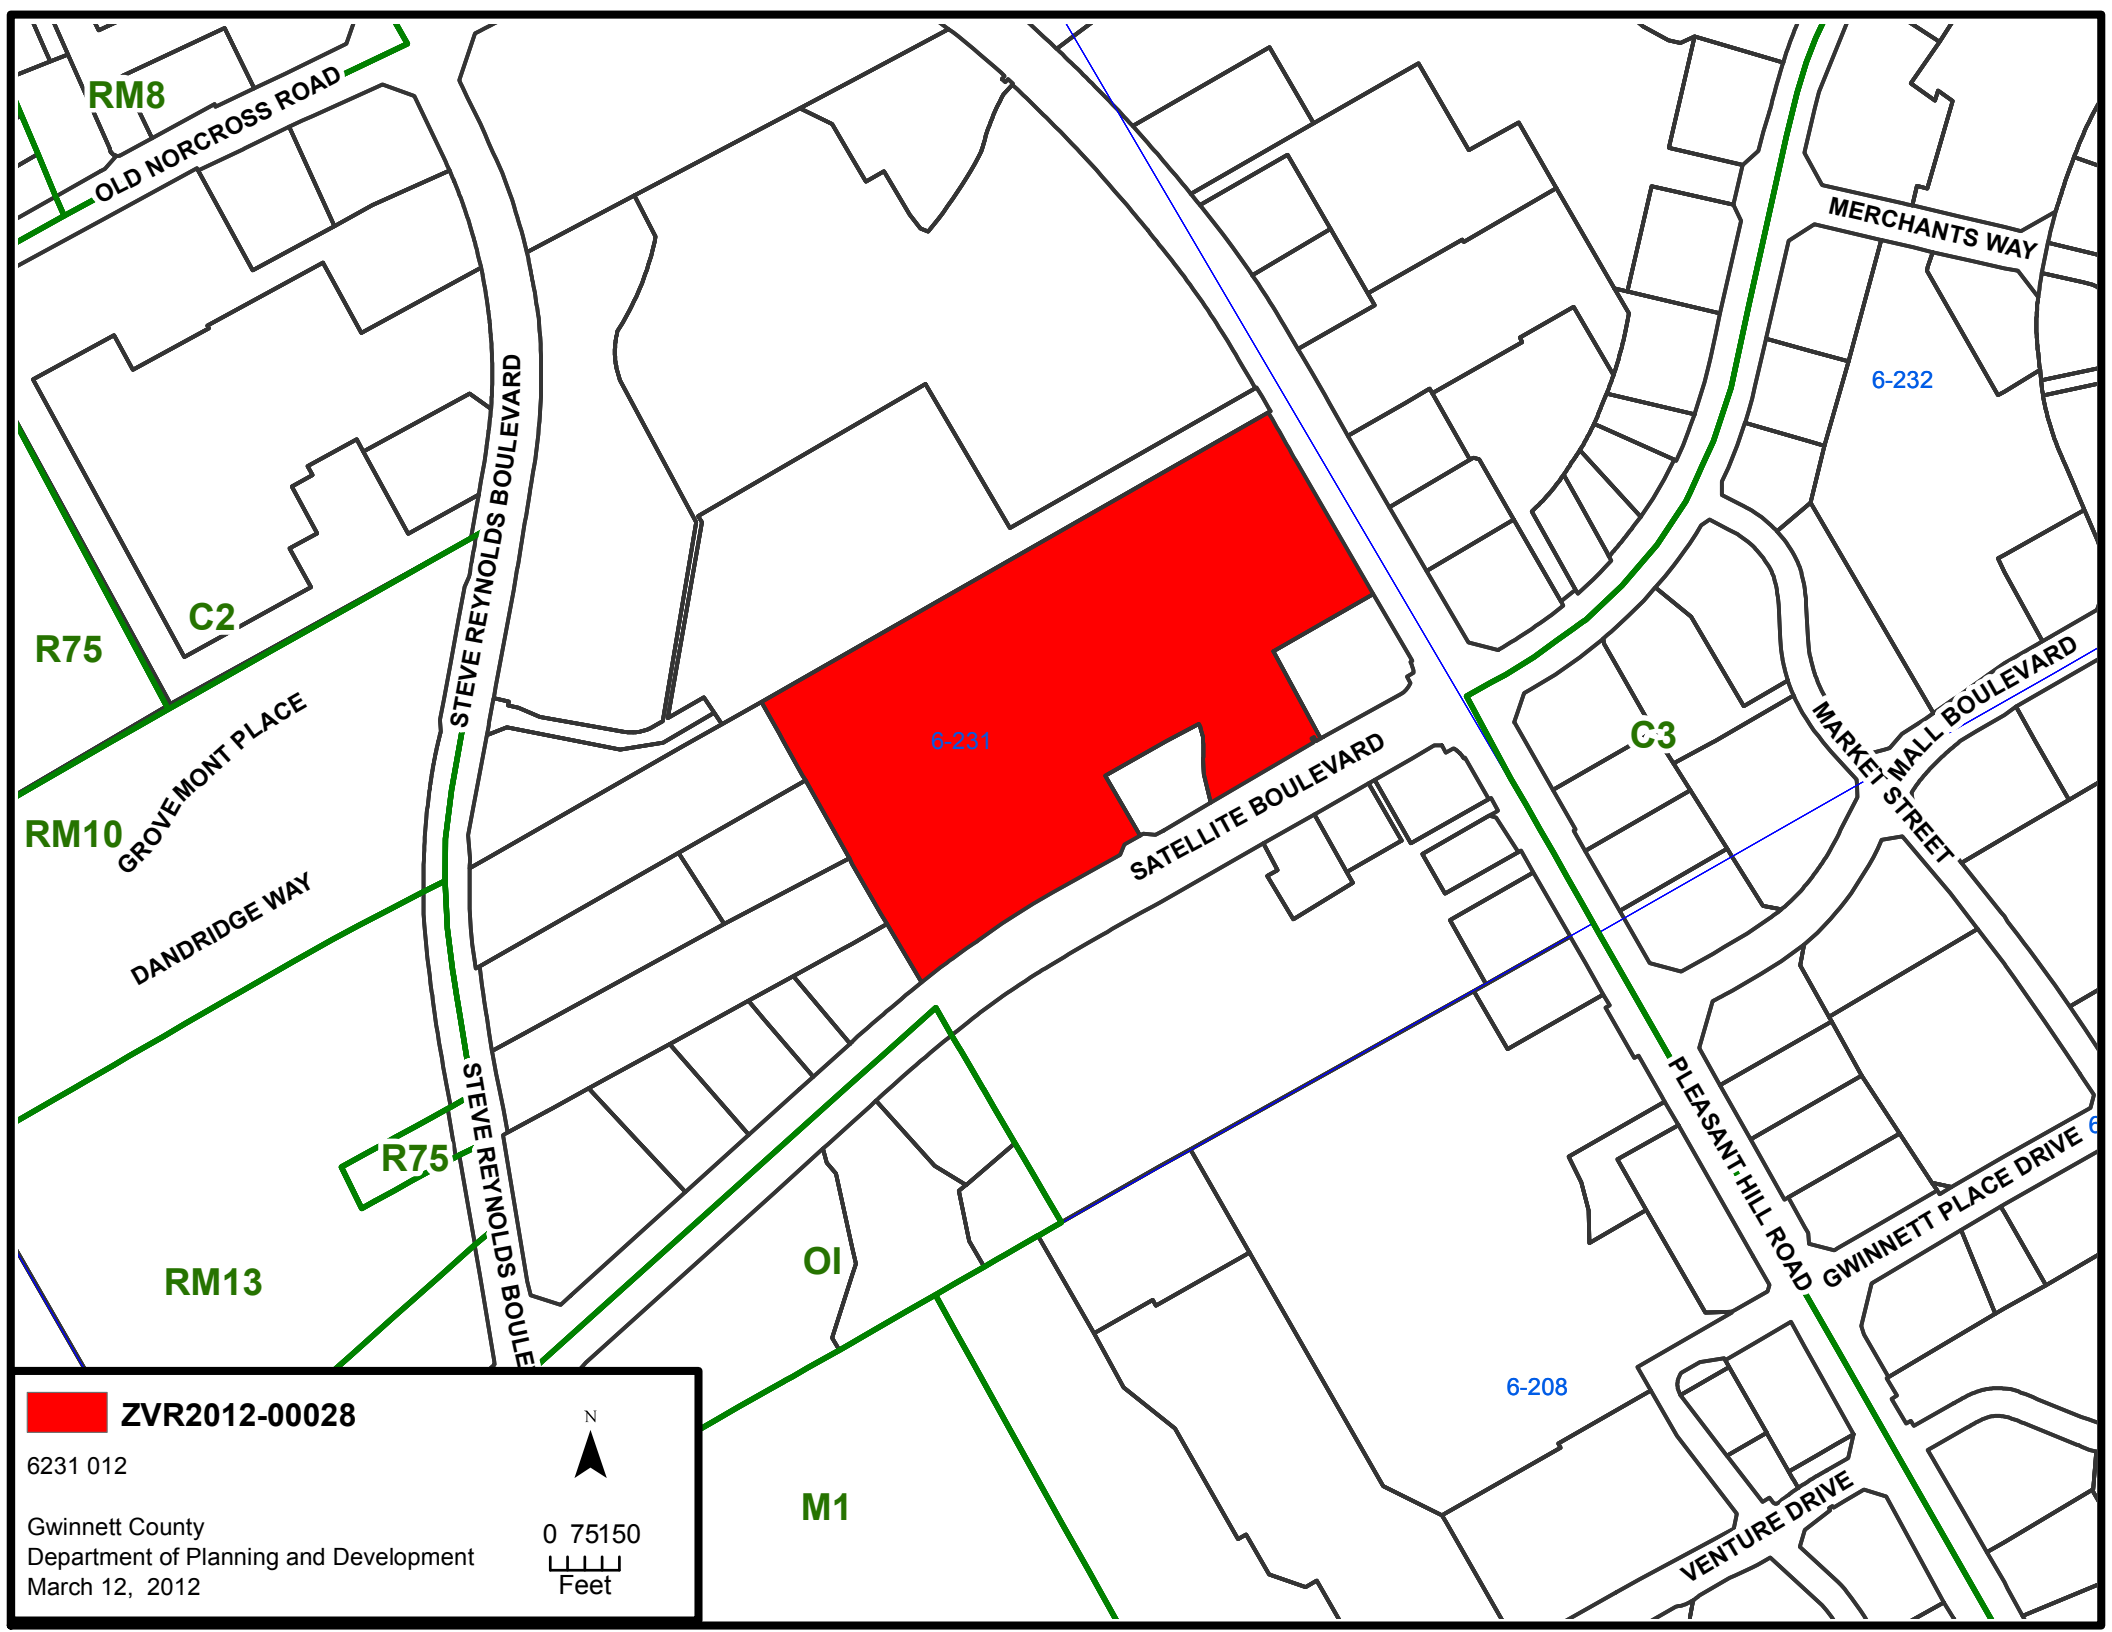 RM8
OLD NORCROSS ROAD
MERCHANTS WAY
6-232
STEVE REYNOLDS BOULEVARD
C2
R75
GROVEMONT PLACE
RM10
DANDRIDGE WAY
6-231
SATELLITE BOULEVARD
C3
MARKET STREET
MALL BOULEVARD
STEVE REYNOLDS BOULE
R75
RM13
OI
PLEASANT HILL ROAD
GWINNETT PLACE DRIVE
6
6-208
M1
VENTURE DRIVE
ZVR2012-00028
6231 012
Gwinnett County
Department of Planning and Development
March 12, 2012
N
0 75150
Feet